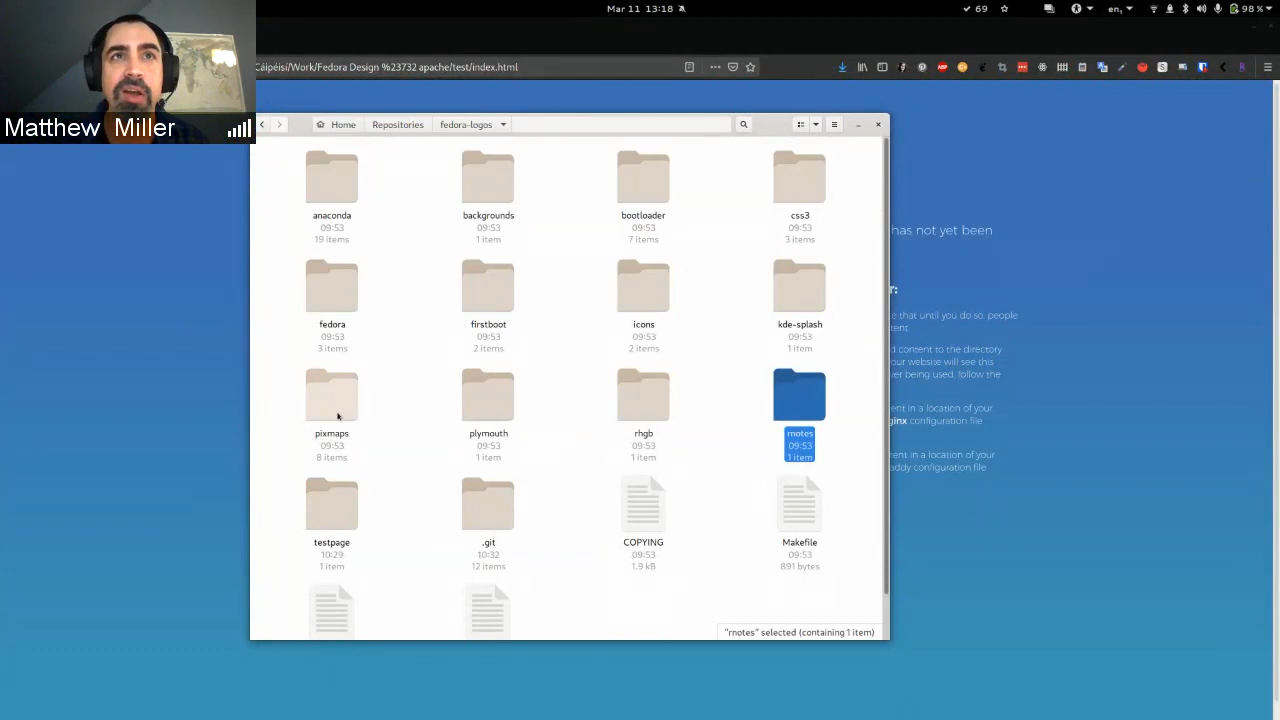 Mar 11 13:18
69
en
98 %
Cáipéisí/Work/Fedora Design %23732 apache/test/index.html
ABP
Matthew Miller
Home
Repositories
fedora-logos
anaconda
09:53
19 items
backgrounds
09:53
1 item
bootloader
09:53
7 items
css3
09:53
3 items
has not yet been
fedora
09:53
3 items
firstboot
09:53
2 items
icons
09:53
2 items
kde-splash
09:53
1 item
r:
e that until you do so, people
tent.
d content to the directory
our website will see this
ver being used, follow the
pixmaps
09:53
8 items
plymouth
09:53
1 item
rhgb
09:53
1 item
rnotes
09:53
1 item
ent in a location of your
ginx configuration file
ent in a location of your
addy configuration file
testpage
10:29
1 item
.git
10:32
12 items
COPYING
09:53
1.9 kB
Makefile
09:53
891 bytes
"rnotes" selected (containing 1 item)